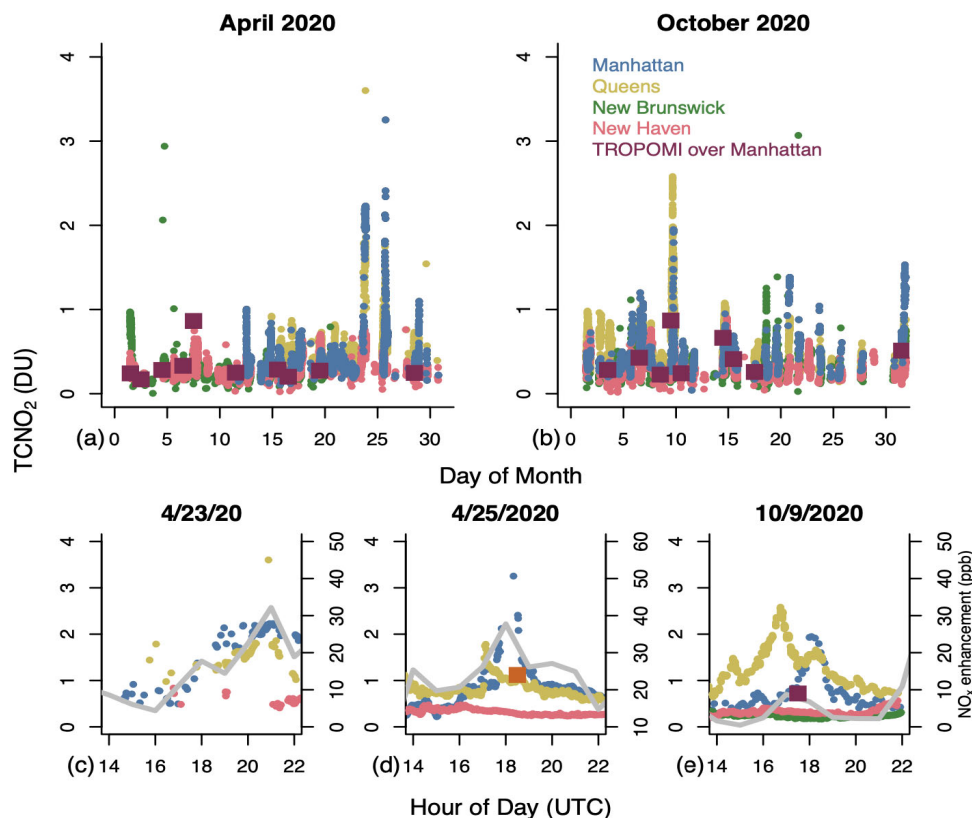 April 2020
October 2020
TCNO₂ (DU)
4
3
2
1
0
4
3
2
1
0
Manhattan
Queens
New Brunswick
New Haven
TROPOMI over Manhattan
(a) 0 5 10 15 20 25 30
(b) 0 5 10 15 20 25 30
Day of Month
4/23/20
4/25/2020
10/9/2020
4
3
2
1
0
50
40
30
20
10
0
4
3
2
1
0
60
50
40
30
20
10
4
3
2
1
0
50
40
30
20
10
0
NOₓ enhancement (ppb)
(c) 14 16 18 20 22
(d) 14 16 18 20 22
(e) 14 16 18 20 22
Hour of Day (UTC)